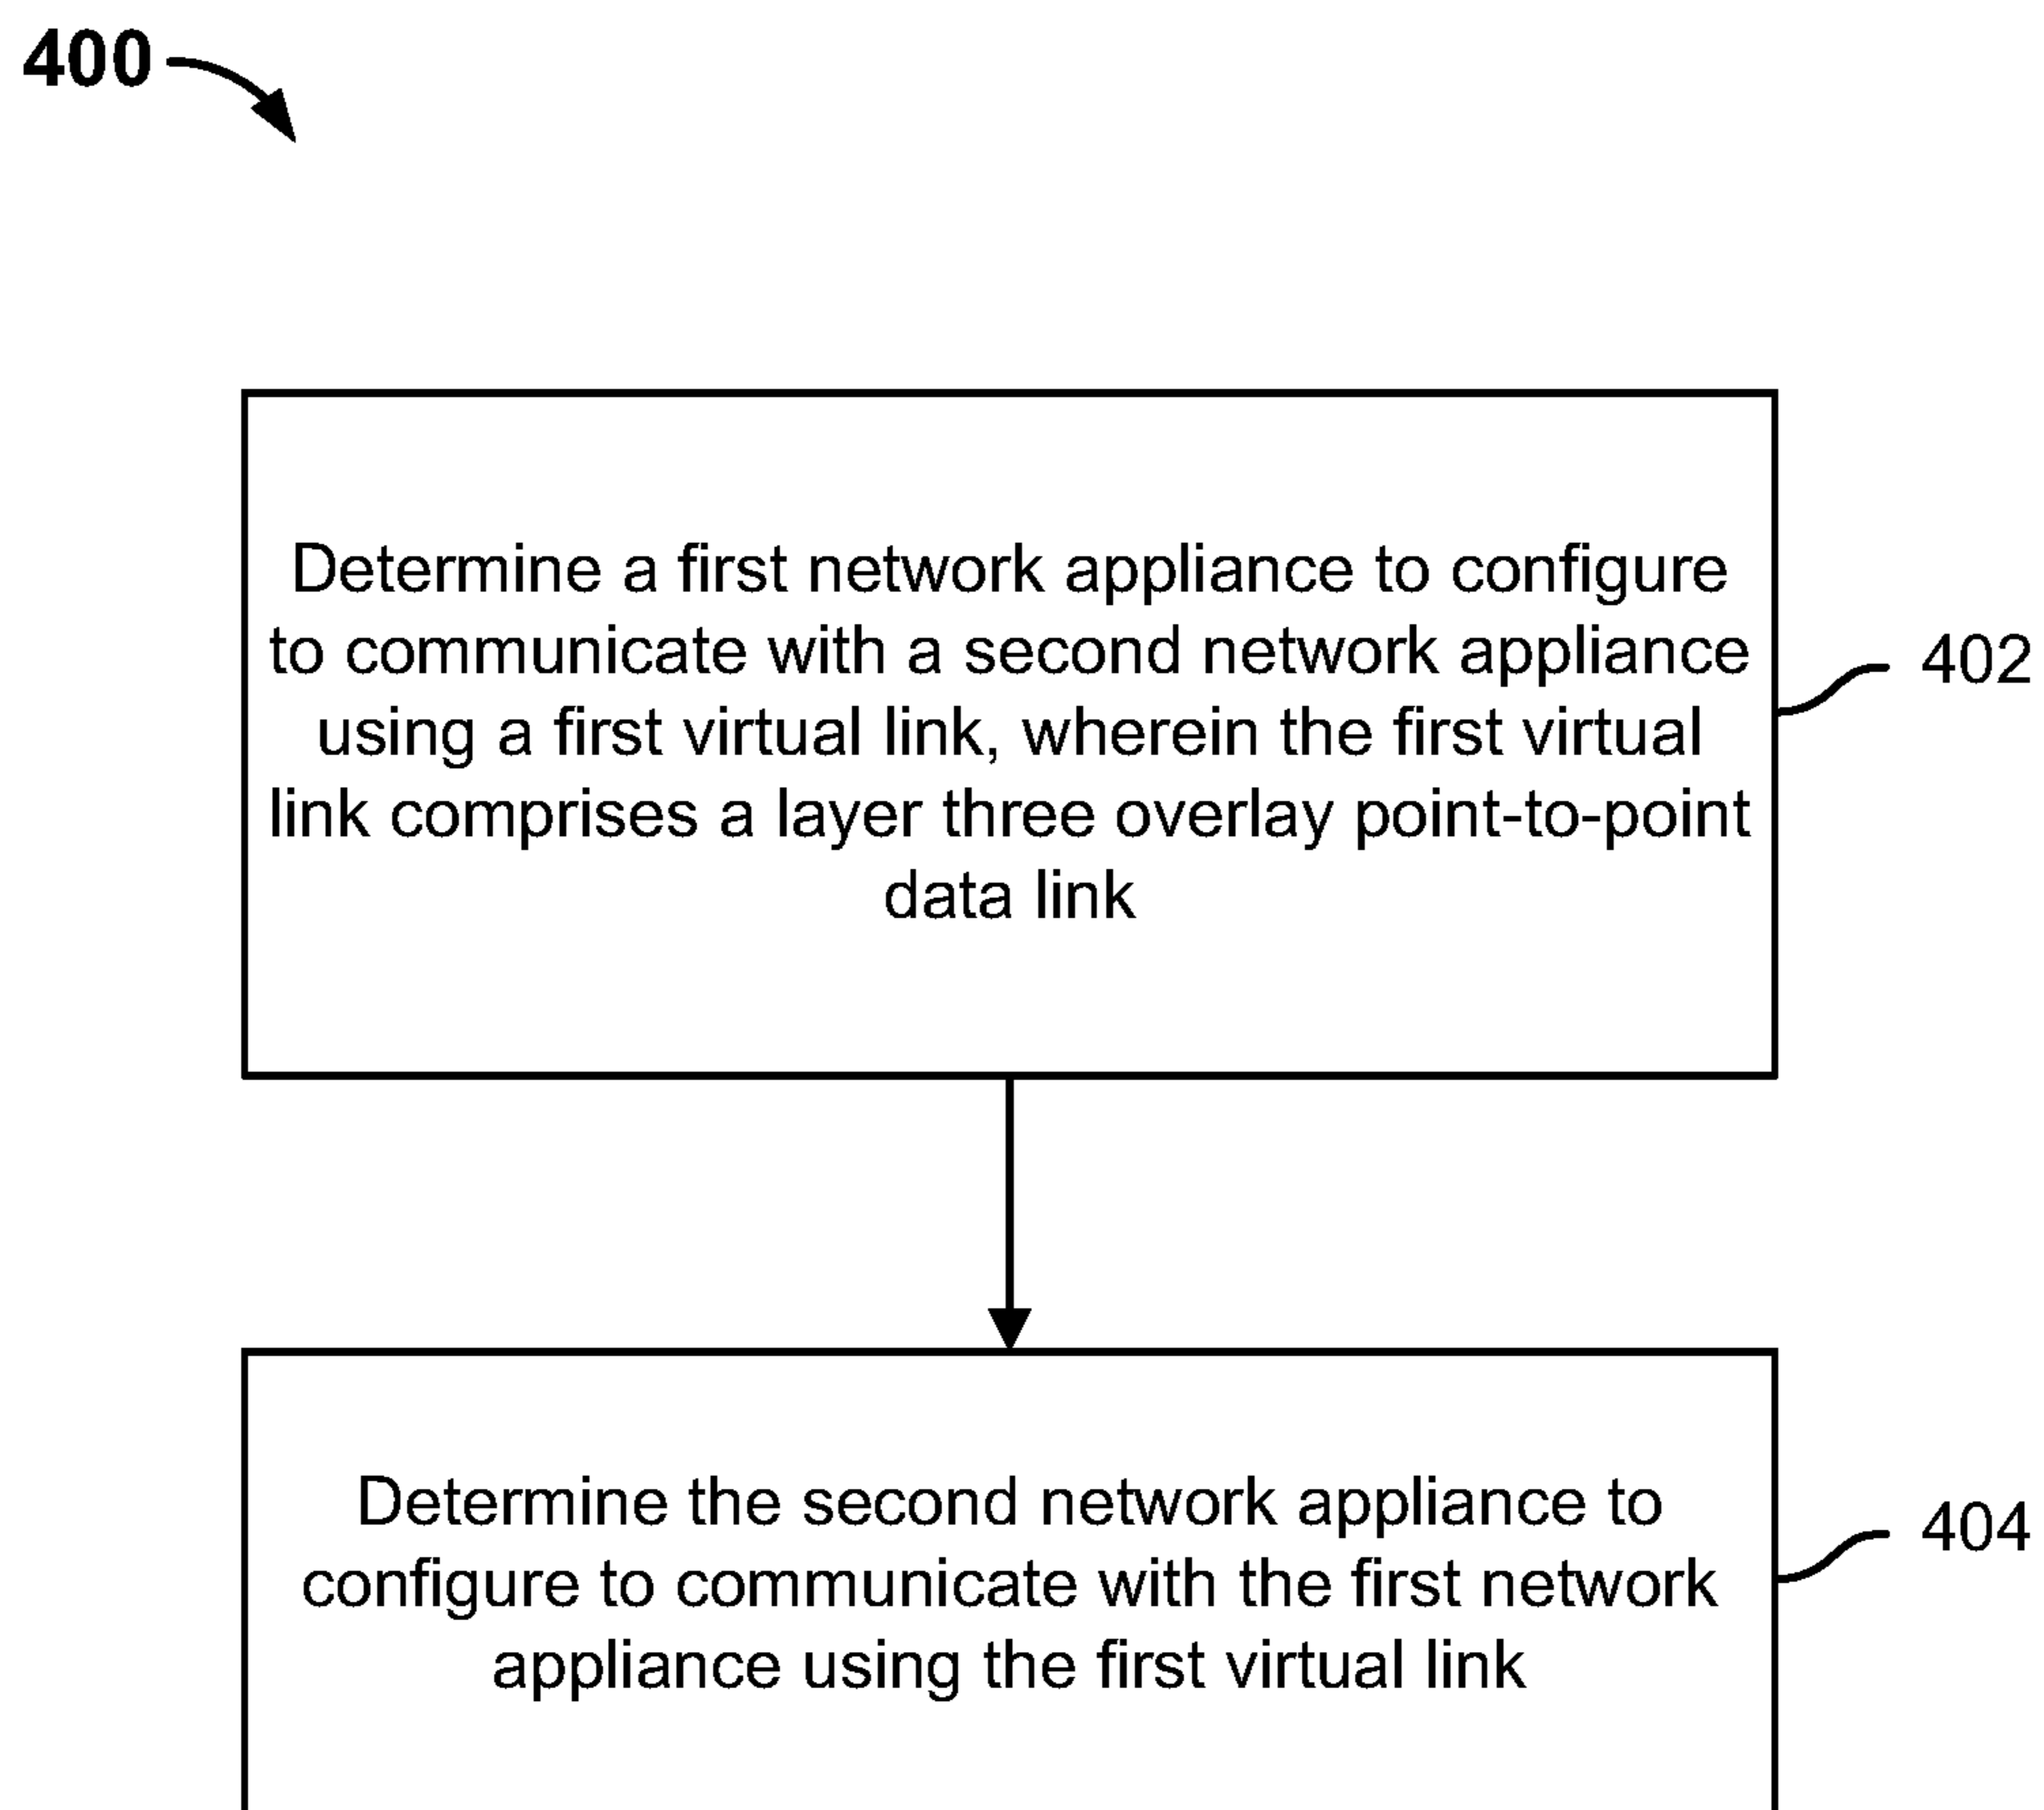 400
Determine a first network appliance to configure
to communicate with a second network appliance
using a first virtual link, wherein the first virtual
link comprises a layer three overlay point-to-point
data link
402
Determine the second network appliance to
configure to communicate with the first network
appliance using the first virtual link
404